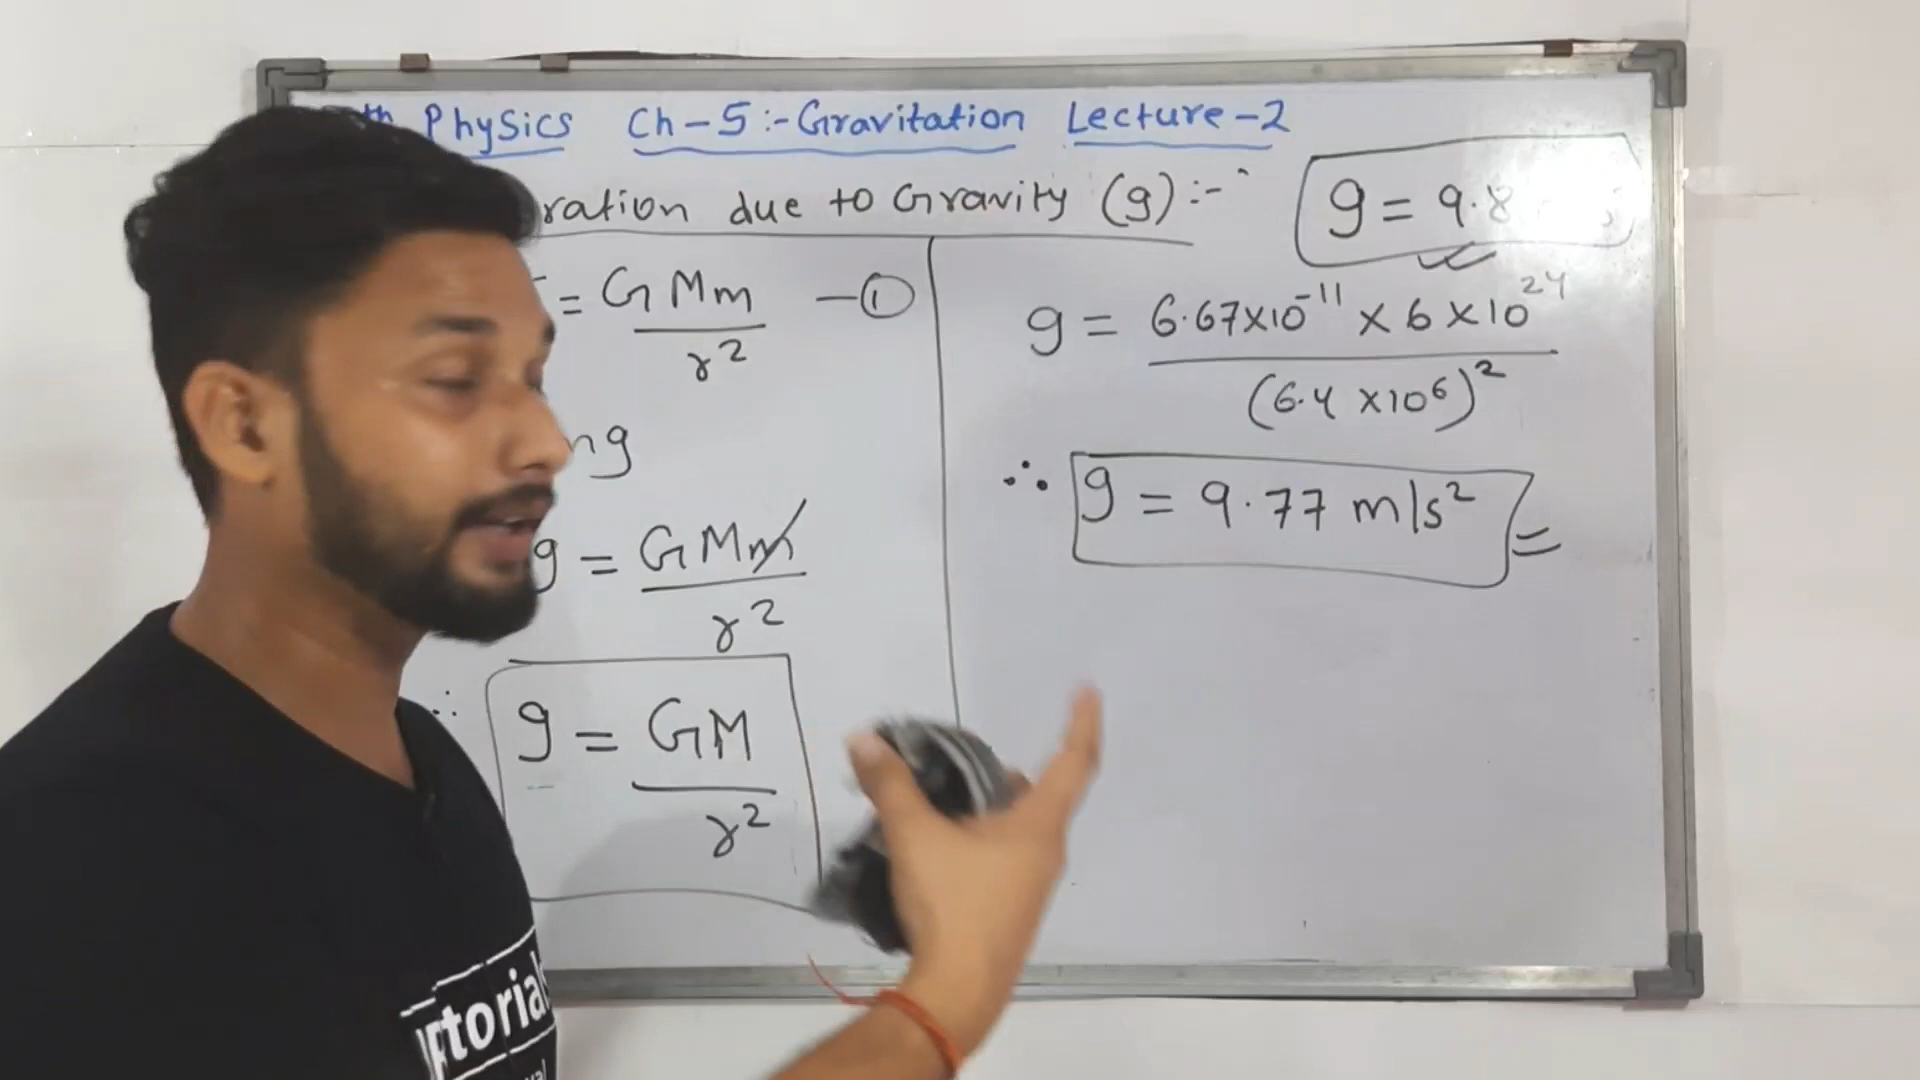 th Physics Ch-5:- Gravitation Lecture-2
ration due to Gravity (g):-
g = 9.8
= GMm/r² —①
ng
g = GMm/r²
∴ g = GM/r²
g = 6.67×10⁻¹¹ × 6×10²⁴/(6.4×10⁶)²
∴ g = 9.77 m/s²
torial